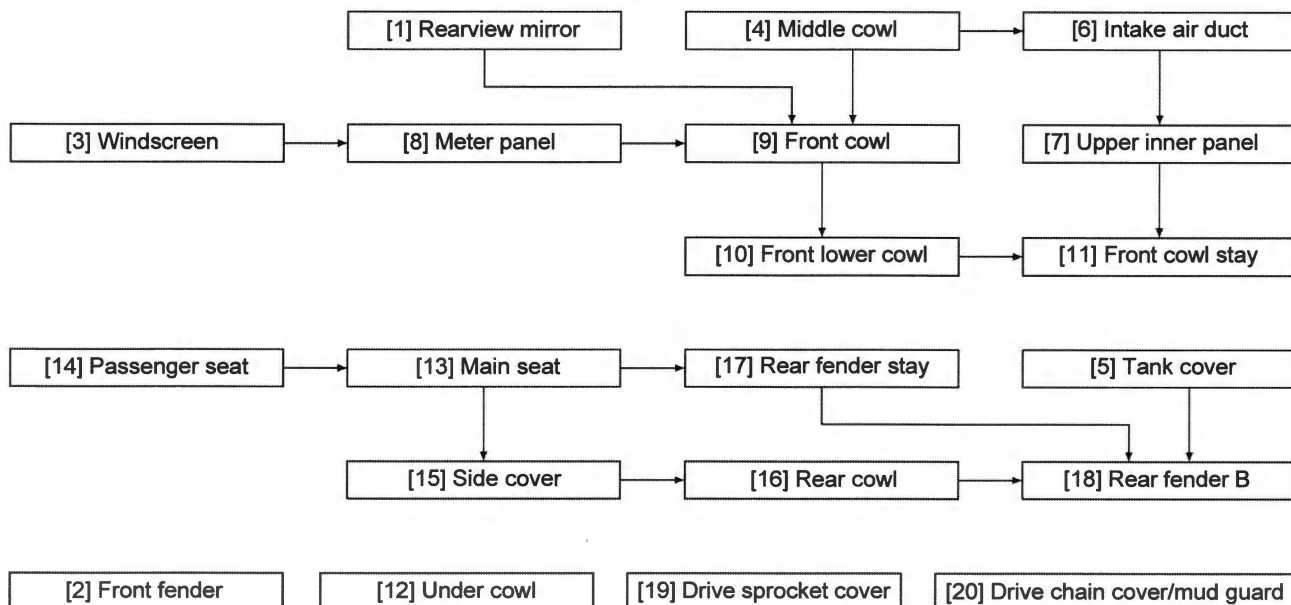 [1] Rearview mirror
[4] Middle cowl
[6] Intake air duct
[3] Windscreen
[8] Meter panel
[9] Front cowl
[7] Upper inner panel
[10] Front lower cowl
[11] Front cowl stay
[14] Passenger seat
[13] Main seat
[17] Rear fender stay
[5] Tank cover
[15] Side cover
[16] Rear cowl
[18] Rear fender B
[2] Front fender
[12] Under cowl
[19] Drive sprocket cover
[20] Drive chain cover/mud guard